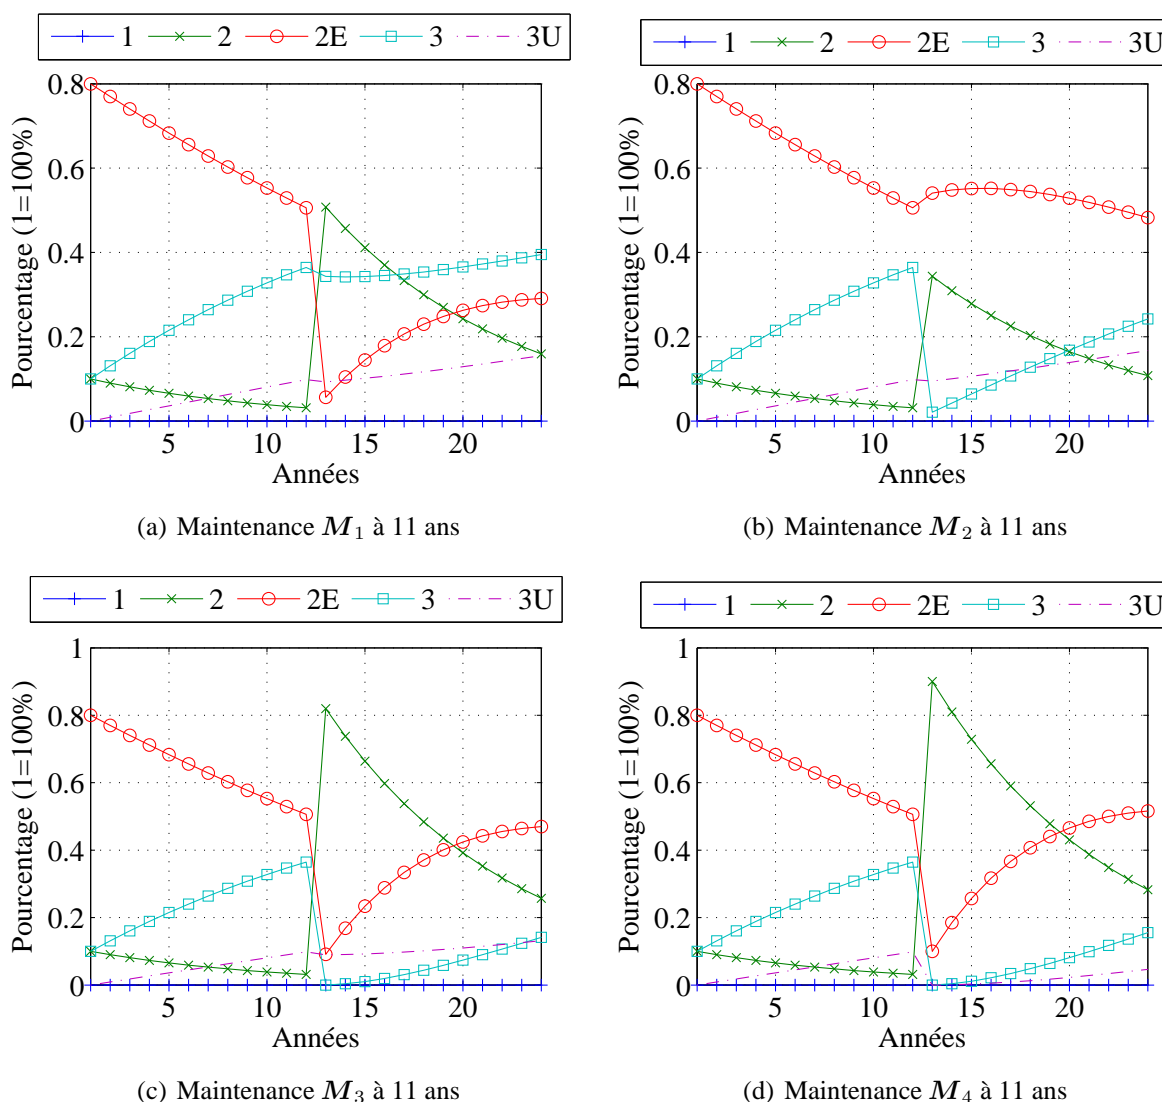 1 2 2E 3 3U
Pourcentage (1=100%)
0.8
0.6
0.4
0.2
0
5 10 15 20
Années
(a) Maintenance M1 à 11 ans
1 2 2E 3 3U
Pourcentage (1=100%)
0.8
0.6
0.4
0.2
0
5 10 15 20
Années
(b) Maintenance M2 à 11 ans
1 2 2E 3 3U
Pourcentage (1=100%)
1
0.8
0.6
0.4
0.2
0
5 10 15 20
Années
(c) Maintenance M3 à 11 ans
1 2 2E 3 3U
Pourcentage (1=100%)
1
0.8
0.6
0.4
0.2
0
5 10 15 20
Années
(d) Maintenance M4 à 11 ans